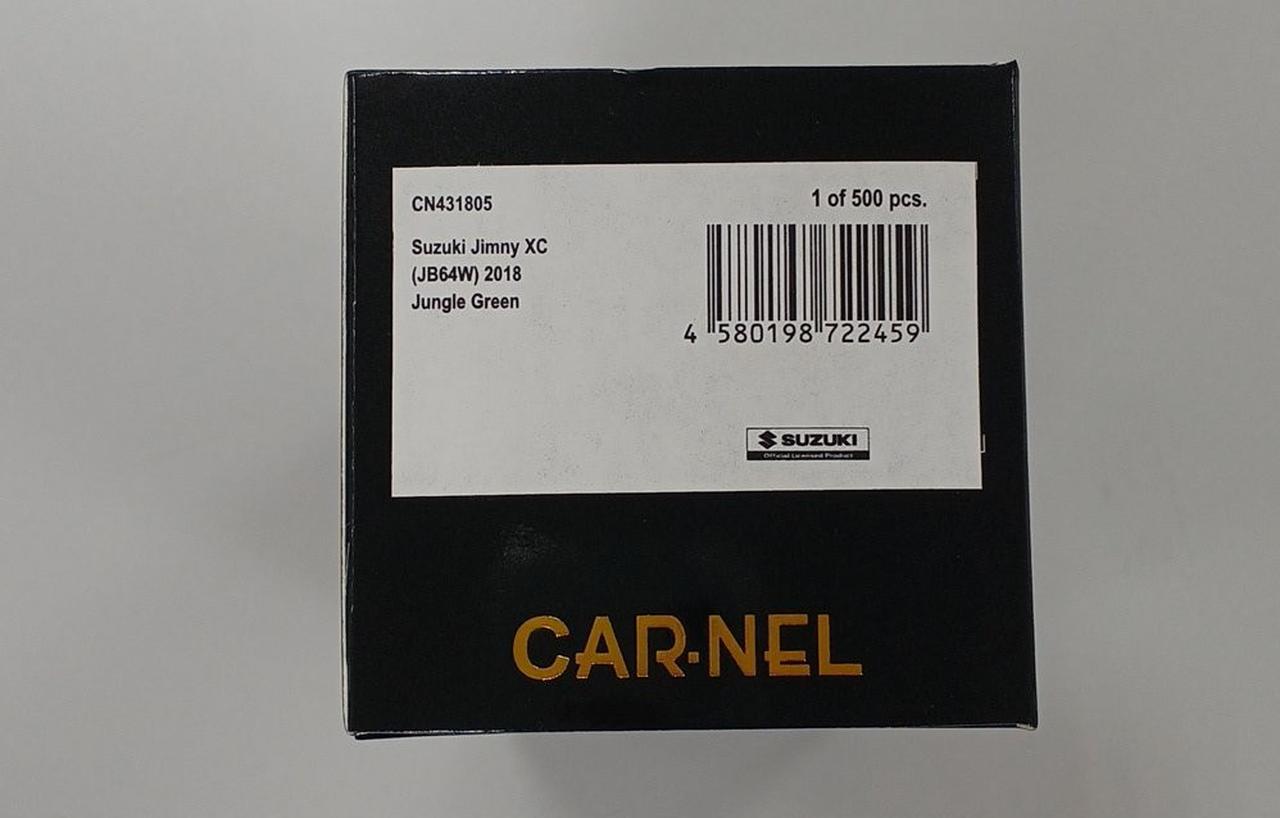 CN431805
1 of 500 pcs.
Suzuki Jimny XC
(JB64W) 2018
Jungle Green
4 580198 722459
SUZUKI
Official Licensed Product
CAR·NEL